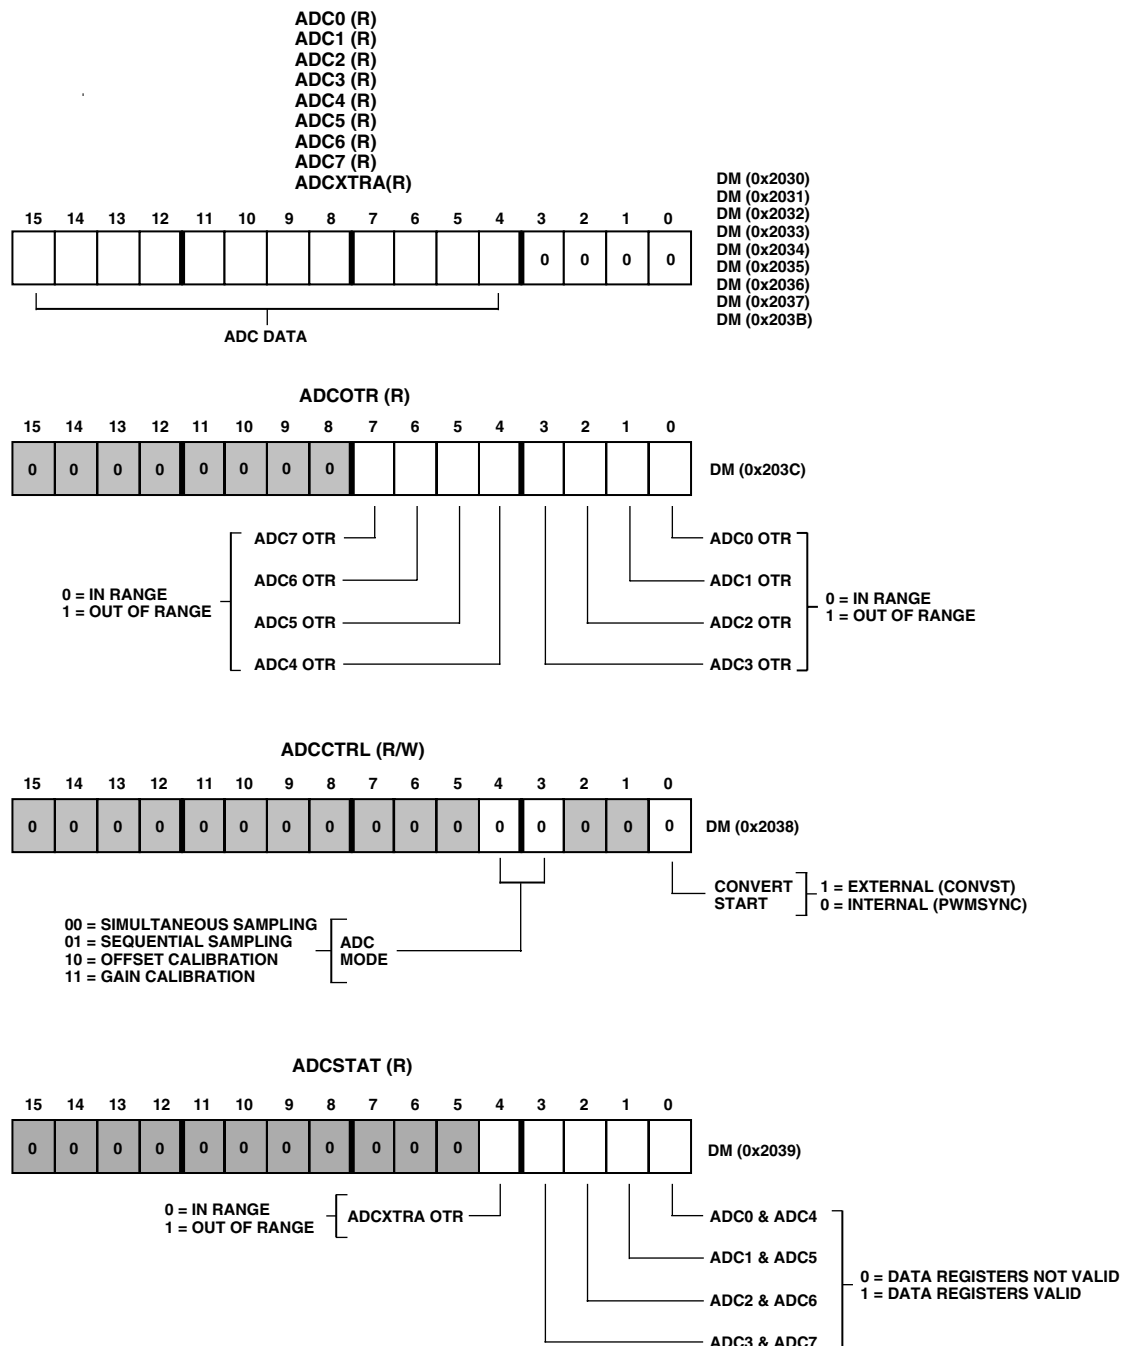 ADC0 (R)
ADC1 (R)
ADC2 (R)
ADC3 (R)
ADC4 (R)
ADC5 (R)
ADC6 (R)
ADC7 (R)
ADCXTRA(R)
DM (0x2030)
DM (0x2031)
DM (0x2032)
DM (0x2033)
DM (0x2034)
DM (0x2035)
DM (0x2036)
DM (0x2037)
DM (0x203B)
15 14 13 12 11 10 9 8 7 6 5 4 3 2 1 0
0 0 0 0
ADC DATA
ADCOTR (R)
15 14 13 12 11 10 9 8 7 6 5 4 3 2 1 0
0 0 0 0 0 0 0 0
DM (0x203C)
ADC7 OTR
ADC6 OTR
ADC5 OTR
ADC4 OTR
0 = IN RANGE
1 = OUT OF RANGE
ADC0 OTR
ADC1 OTR
ADC2 OTR
ADC3 OTR
0 = IN RANGE
1 = OUT OF RANGE
ADCCTRL (R/W)
15 14 13 12 11 10 9 8 7 6 5 4 3 2 1 0
0 0 0 0 0 0 0 0 0 0 0 0 0 0 0 0
DM (0x2038)
CONVERT
START
1 = EXTERNAL (CONVST)
0 = INTERNAL (PWMSYNC)
00 = SIMULTANEOUS SAMPLING
01 = SEQUENTIAL SAMPLING
10 = OFFSET CALIBRATION
11 = GAIN CALIBRATION
ADC
MODE
ADCSTAT (R)
15 14 13 12 11 10 9 8 7 6 5 4 3 2 1 0
0 0 0 0 0 0 0 0 0 0 0
DM (0x2039)
0 = IN RANGE
1 = OUT OF RANGE
ADCXTRA OTR
ADC0 & ADC4
ADC1 & ADC5
ADC2 & ADC6
ADC3 & ADC7
0 = DATA REGISTERS NOT VALID
1 = DATA REGISTERS VALID